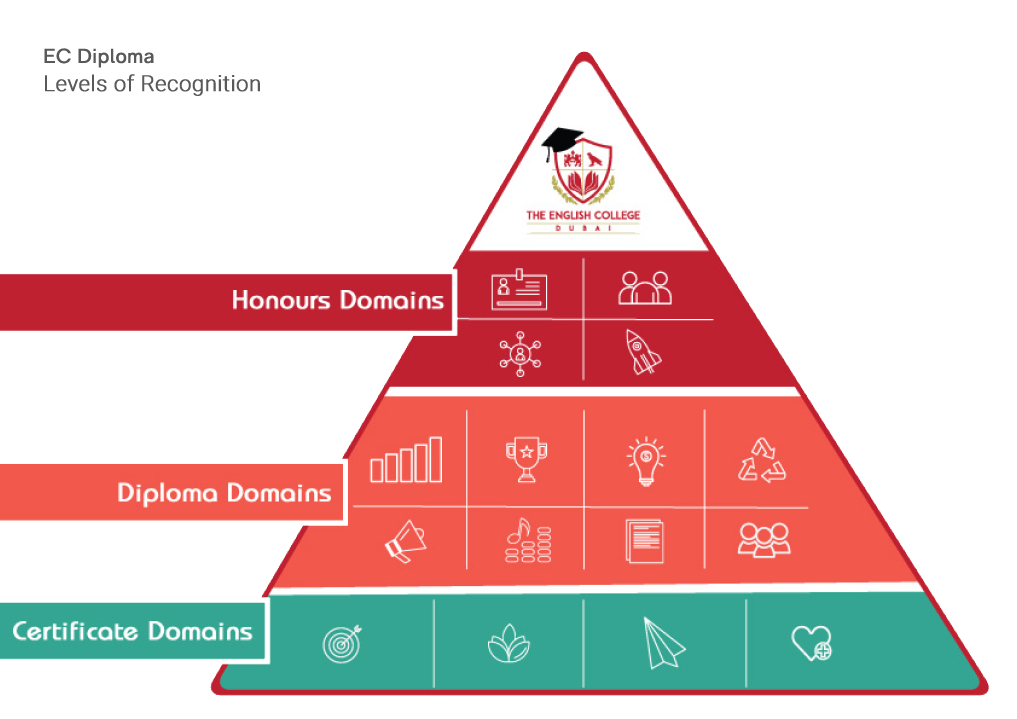 EC Diploma
Levels of Recognition
THE ENGLISH COLLEGE
DUBAI
Honours Domains
Diploma Domains
Certificate Domains